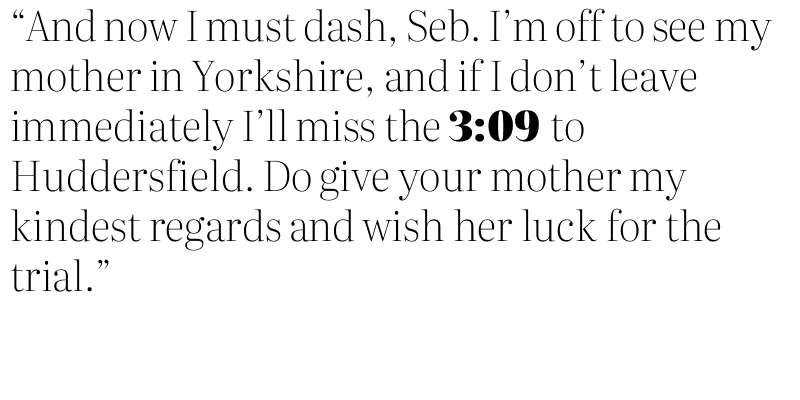 “And now I must dash, Seb. I’m off to see my
mother in Yorkshire, and if I don’t leave
immediately I’ll miss the 3:09 to
Huddersfield. Do give your mother my
kindest regards and wish her luck for the
trial.”